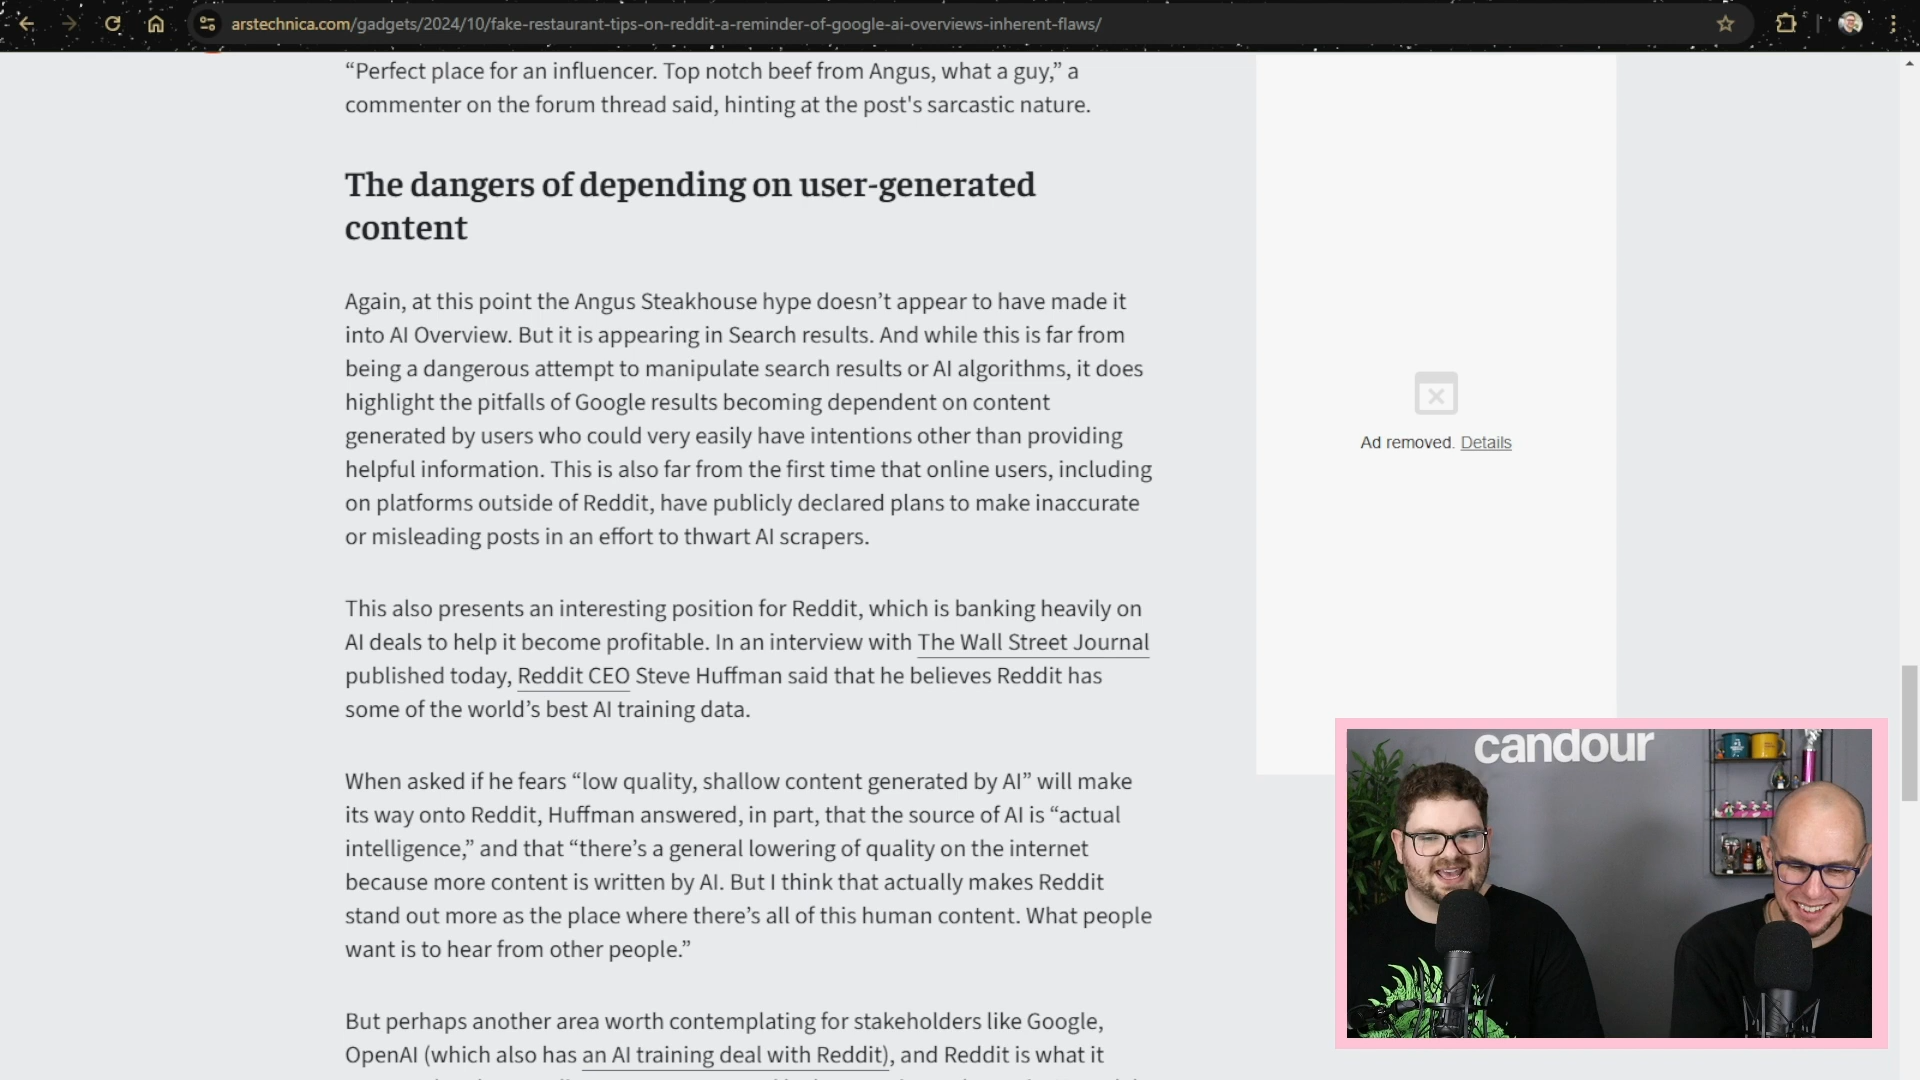 arstechnica.com/gadgets/2024/10/fake-restaurant-tips-on-reddit-a-reminder-of-google-ai-overviews-inherent-flaws/
“Perfect place for an influencer. Top notch beef from Angus, what a guy,” a
commenter on the forum thread said, hinting at the post's sarcastic nature.
The dangers of depending on user-generated
content
Again, at this point the Angus Steakhouse hype doesn’t appear to have made it
into AI Overview. But it is appearing in Search results. And while this is far from
being a dangerous attempt to manipulate search results or AI algorithms, it does
highlight the pitfalls of Google results becoming dependent on content
generated by users who could very easily have intentions other than providing
helpful information. This is also far from the first time that online users, including
on platforms outside of Reddit, have publicly declared plans to make inaccurate
or misleading posts in an effort to thwart AI scrapers.
This also presents an interesting position for Reddit, which is banking heavily on
AI deals to help it become profitable. In an interview with The Wall Street Journal
published today, Reddit CEO Steve Huffman said that he believes Reddit has
some of the world’s best AI training data.
When asked if he fears “low quality, shallow content generated by AI” will make
its way onto Reddit, Huffman answered, in part, that the source of AI is “actual
intelligence,” and that “there’s a general lowering of quality on the internet
because more content is written by AI. But I think that actually makes Reddit
stand out more as the place where there’s all of this human content. What people
want is to hear from other people.”
But perhaps another area worth contemplating for stakeholders like Google,
OpenAI (which also has an AI training deal with Reddit), and Reddit is what it
Ad removed. Details
candour